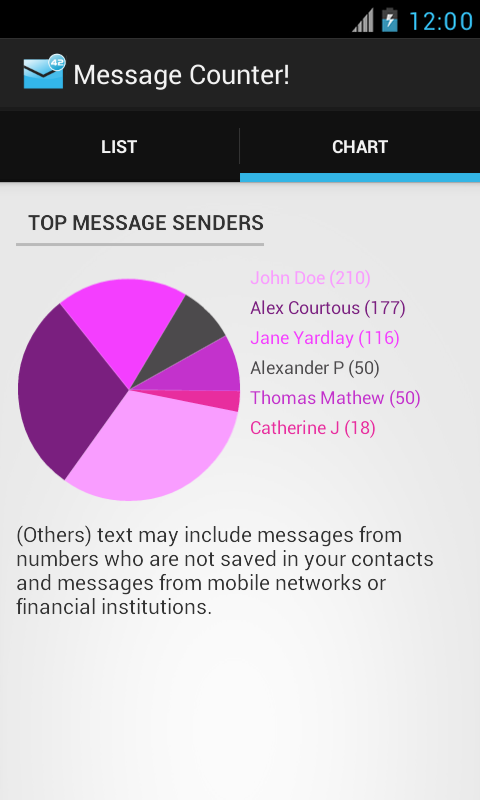 12:00
42
Message Counter!
LIST
CHART
TOP MESSAGE SENDERS
John Doe (210)
Alex Courtous (177)
Jane Yardlay (116)
Alexander P (50)
Thomas Mathew (50)
Catherine J (18)
(Others) text may include messages from
numbers who are not saved in your contacts
and messages from mobile networks or
financial institutions.